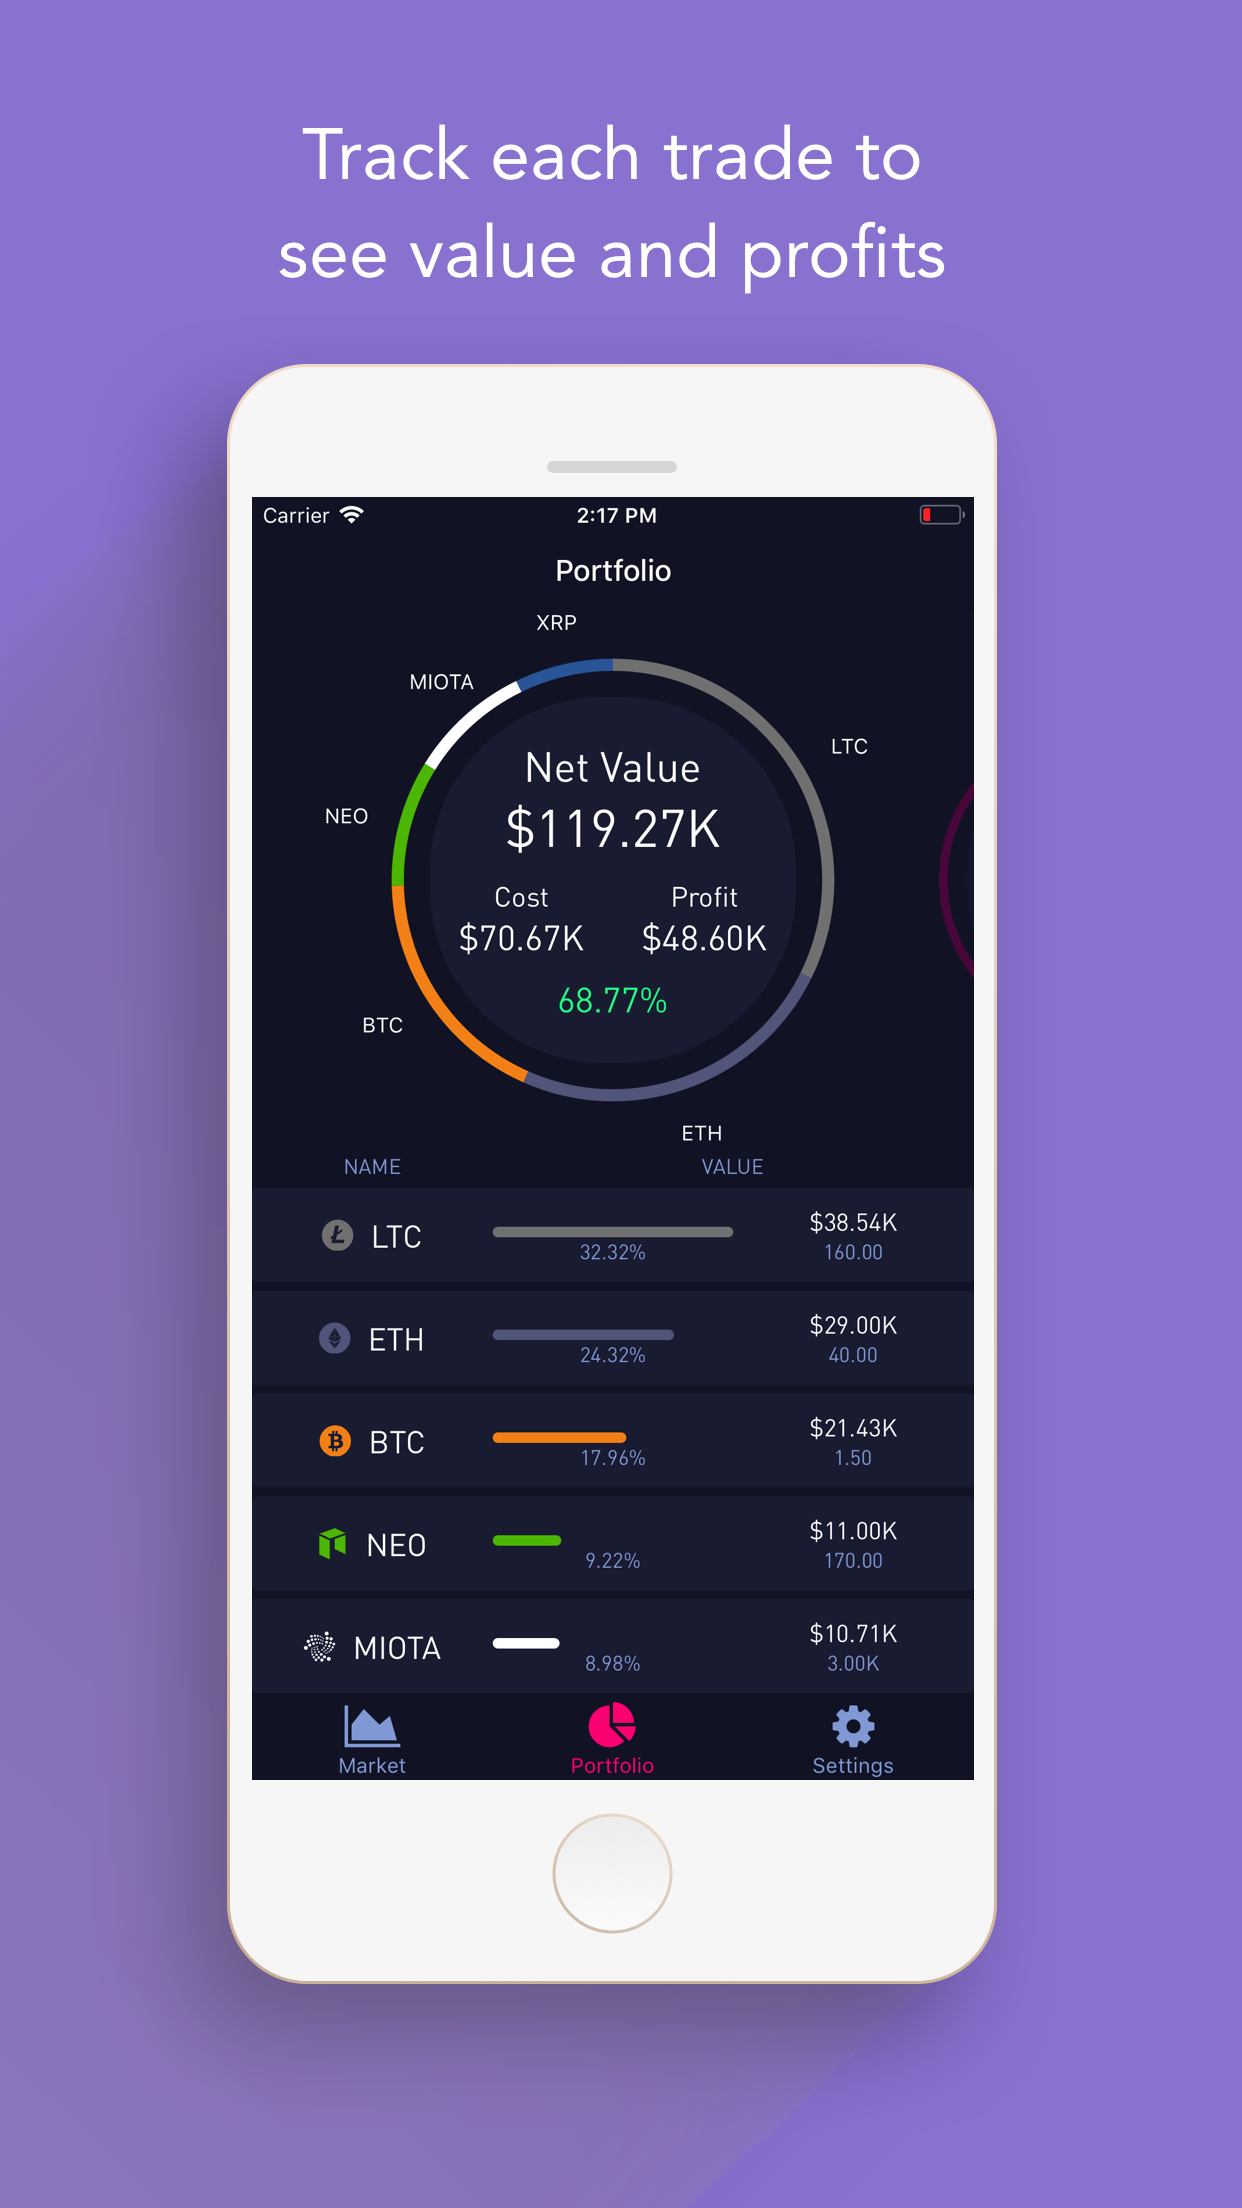 Track each trade to
see value and profits
Carrier 2:17 PM
Portfolio
XRP
MIOTA
LTC
NEO
Net Value
$119.27K
Cost Profit
$70.67K $48.60K
68.77%
BTC
ETH
NAME VALUE
LTC $38.54K
32.32% 160.00
ETH $29.00K
24.32% 40.00
BTC $21.43K
17.96% 1.50
NEO $11.00K
9.22% 170.00
MIOTA $10.71K
8.98% 3.00K
Market Portfolio Settings